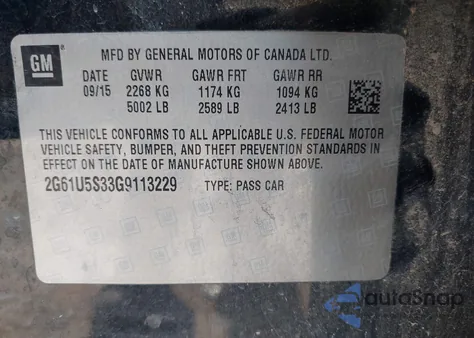 GM
MFD BY GENERAL MOTORS OF CANADA LTD.
DATE GVWR GAWR FRT GAWR RR
09/15 2268 KG 1174 KG 1094 KG
5002 LB 2589 LB 2413 LB
THIS VEHICLE CONFORMS TO ALL APPLICABLE U.S. FEDERAL MOTOR
VEHICLE SAFETY, BUMPER, AND THEFT PREVENTION STANDARDS IN
EFFECT ON THE DATE OF MANUFACTURE SHOWN ABOVE.
2G61U5S33G9113229 TYPE: PASS CAR
autoSnap